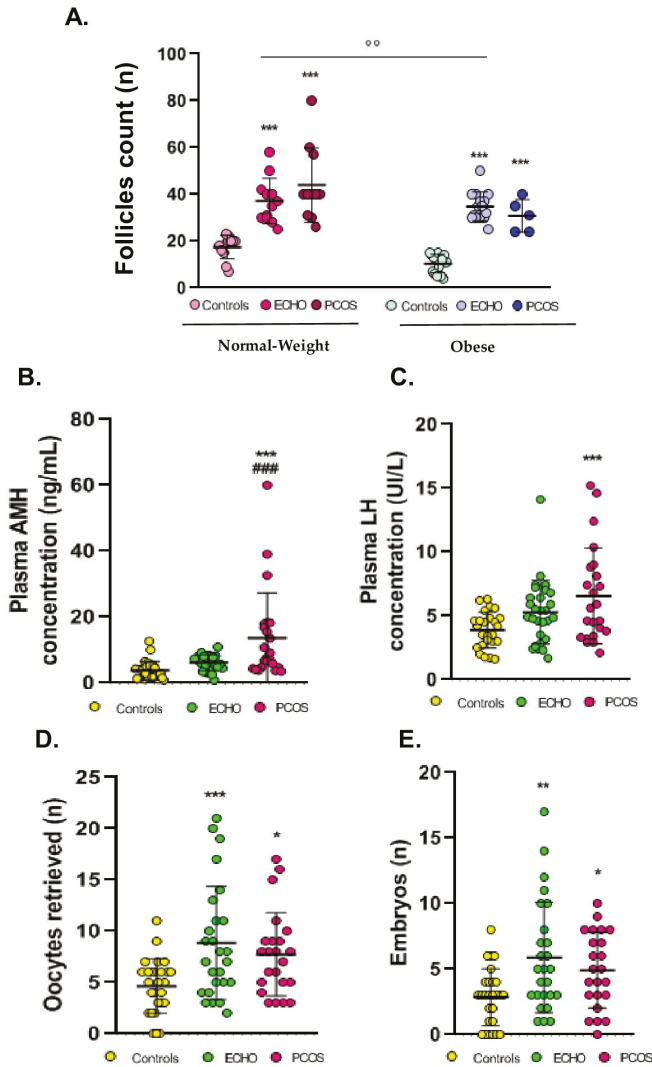 A.
Follicles count (n)
100
80
60
40
20
0
°°
***
***
***
***
Controls ECHO PCOS Controls ECHO PCOS
Normal-Weight Obese
B.
Plasma AMH
concentration (ng/mL)
80
60
40
20
0
***
###
Controls ECHO PCOS
C.
Plasma LH
concentration (UI/L)
20
15
10
5
0
***
Controls ECHO PCOS
D.
Oocytes retrieved (n)
25
20
15
10
5
0
***
*
Controls ECHO PCOS
E.
Embryos (n)
20
15
10
5
0
**
*
Controls ECHO PCOS